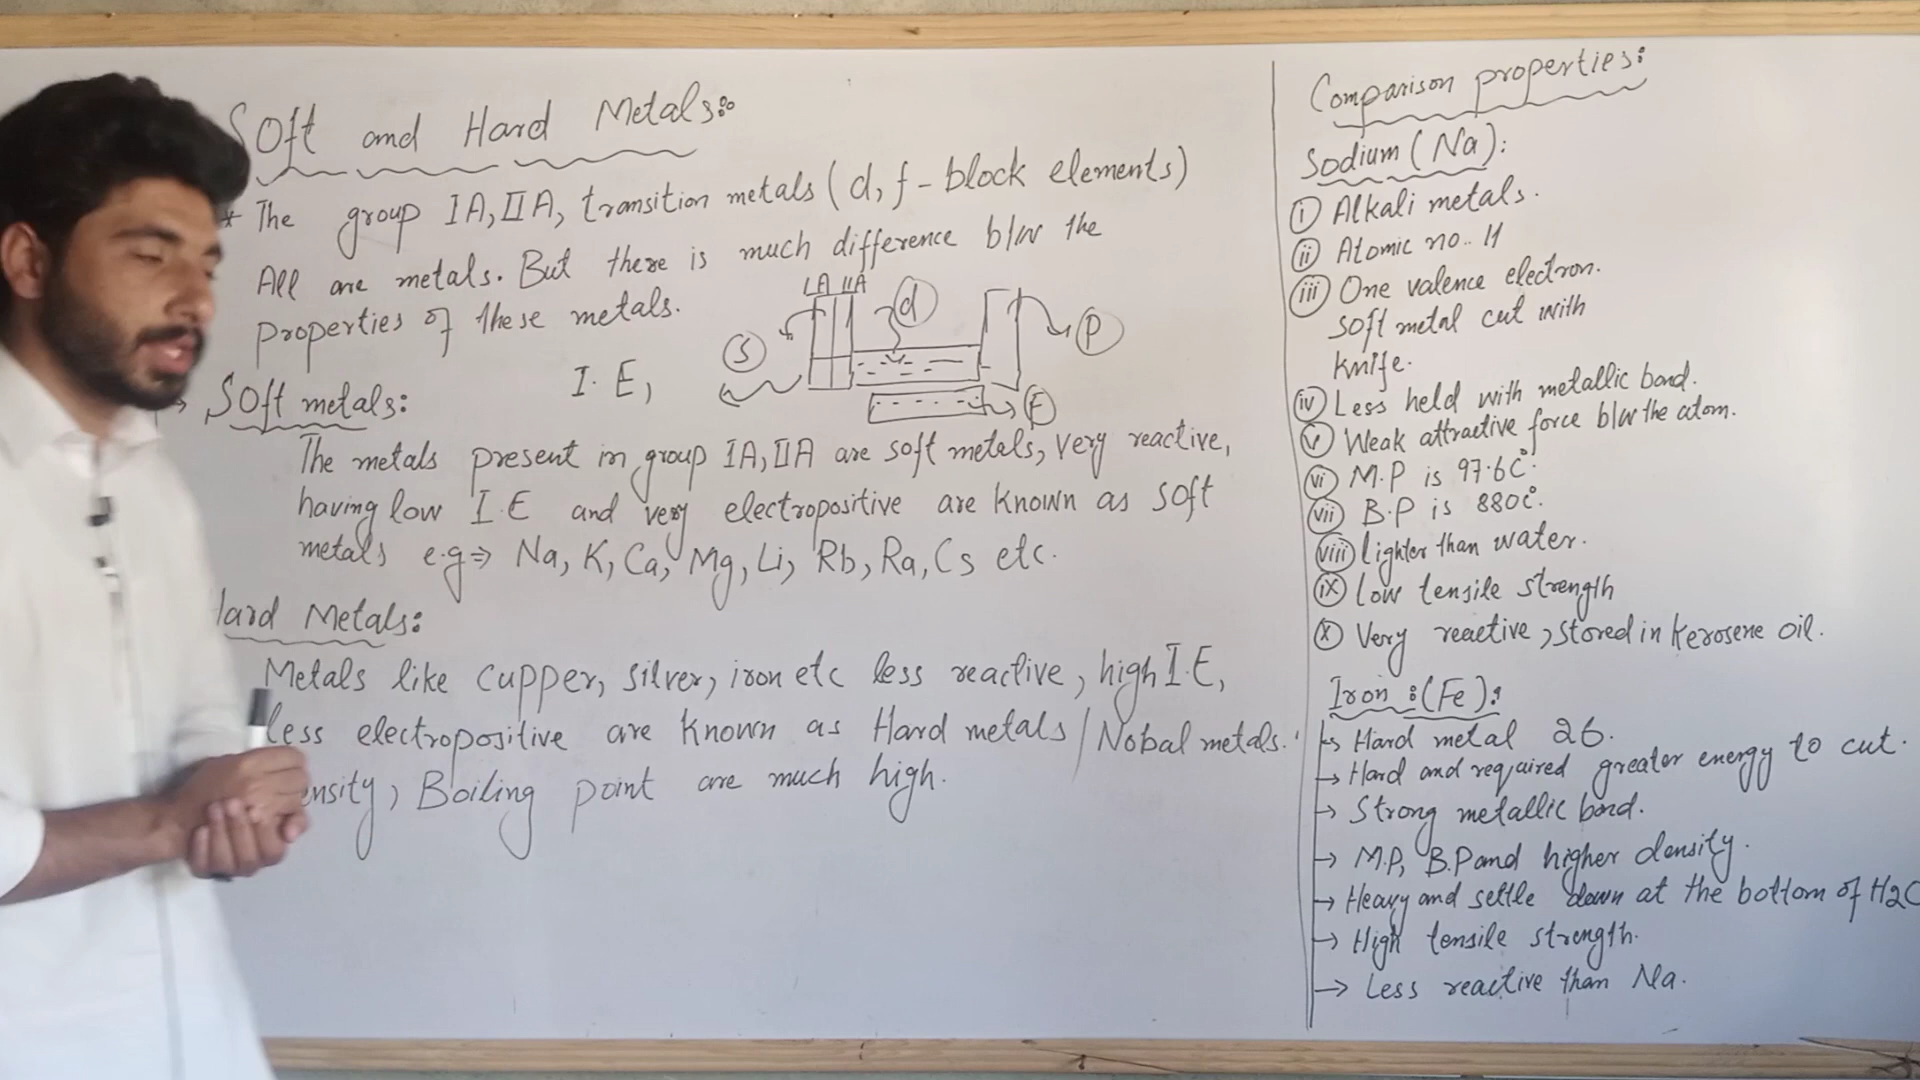 Soft and Hard Metals:
* The group IA, IIA, transition metals (d, f-block elements)
All are metals. But there is much difference b/w the
properties of these metals.
IA IIA
d
S
P
F
I.E,
Soft metals:
The metals present in group IA, IIA are soft metals, very reactive,
having low I.E and very electropositive are known as soft
metals e.g⇒ Na, K, Ca, Mg, Li, Rb, Ra, Cs etc.
Hard Metals:
Metals like cupper, silver, iron etc less reactive, high I.E,
less electropositive are known as Hard metals / Nobal metals.
ensity, Boiling point are much high.
Comparison properties:
Sodium (Na):
(i) Alkali metals.
(ii) Atomic no.. 11
(iii) One valence electron.
soft metal cut with
knife.
(iv) Less held with metallic bond.
(v) Weak attractive force b/w the atom.
(vi) M.P is 97.6C°.
(vii) B.P is 880C°.
(viii) lighter than water.
(ix) low tensile strength
(x) Very reactive, stored in kerosene oil.
Iron :(Fe):
→ Hard metal 26.
→ Hard and required greater energy to cut.
→ Strong metallic bond.
→ M.P, B.P and higher density.
→ Heavy and settle down at the bottom of H2O
→ High tensile strength.
→ Less reactive than Na.